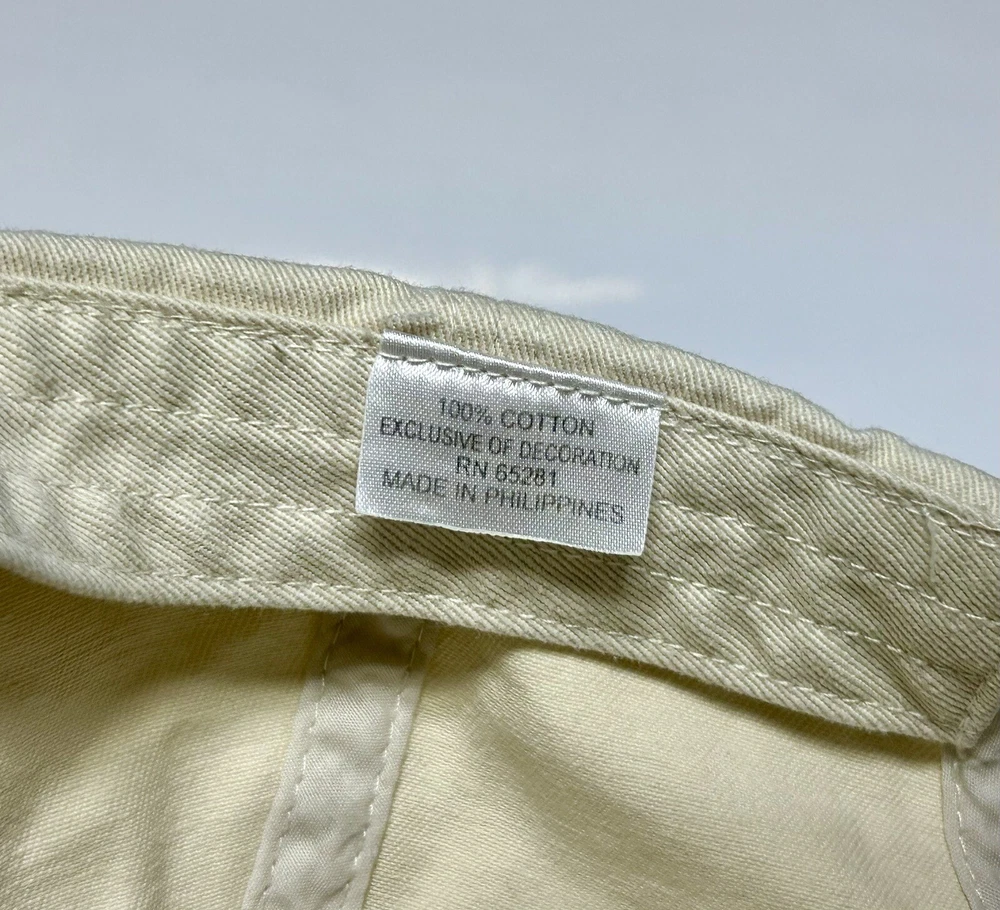 100% COTTON
EXCLUSIVE OF DECORATION
RN 65281
MADE IN PHILIPPINES